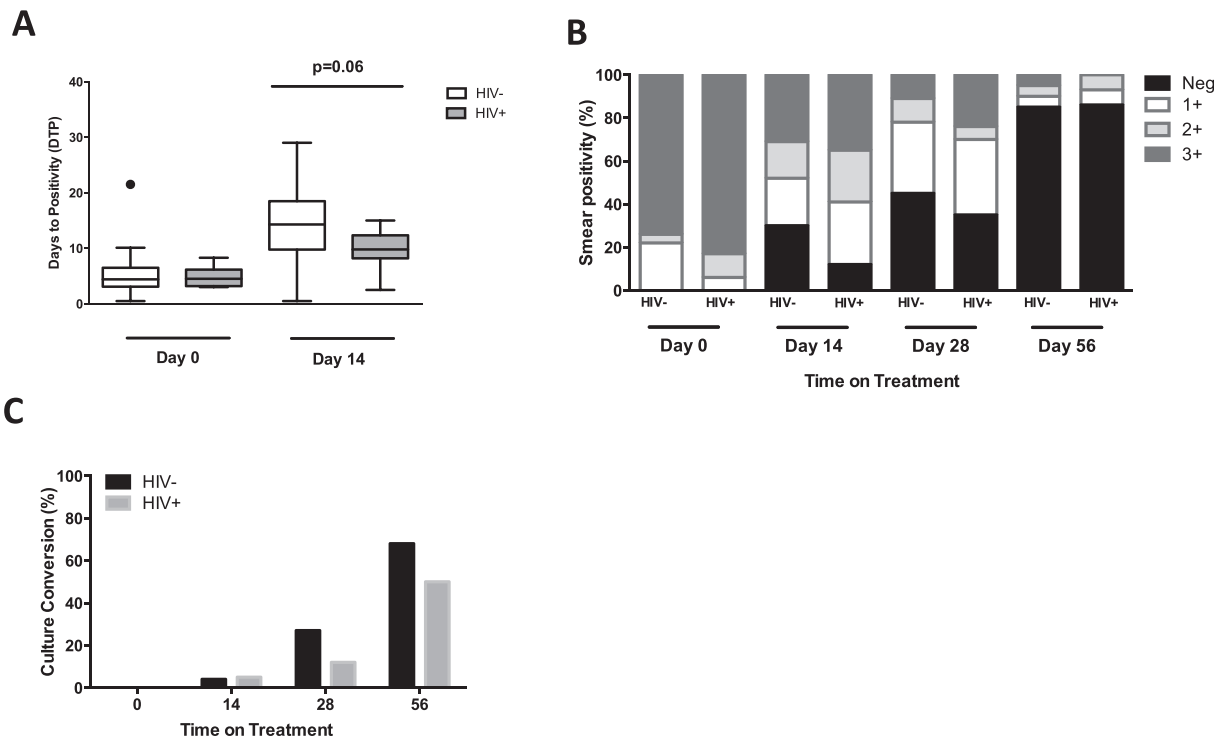 A
p=0.06
Days to Positivity (DTP)
40
30
20
10
0
HIV-
HIV+
Day 0
Day 14
B
Smear positivity (%)
100
80
60
40
20
0
Neg
1+
2+
3+
HIV-
HIV+
HIV-
HIV+
HIV-
HIV+
HIV-
HIV+
Day 0
Day 14
Day 28
Day 56
Time on Treatment
C
Culture Conversion (%)
100
80
60
40
20
0
HIV-
HIV+
0
14
28
56
Time on Treatment